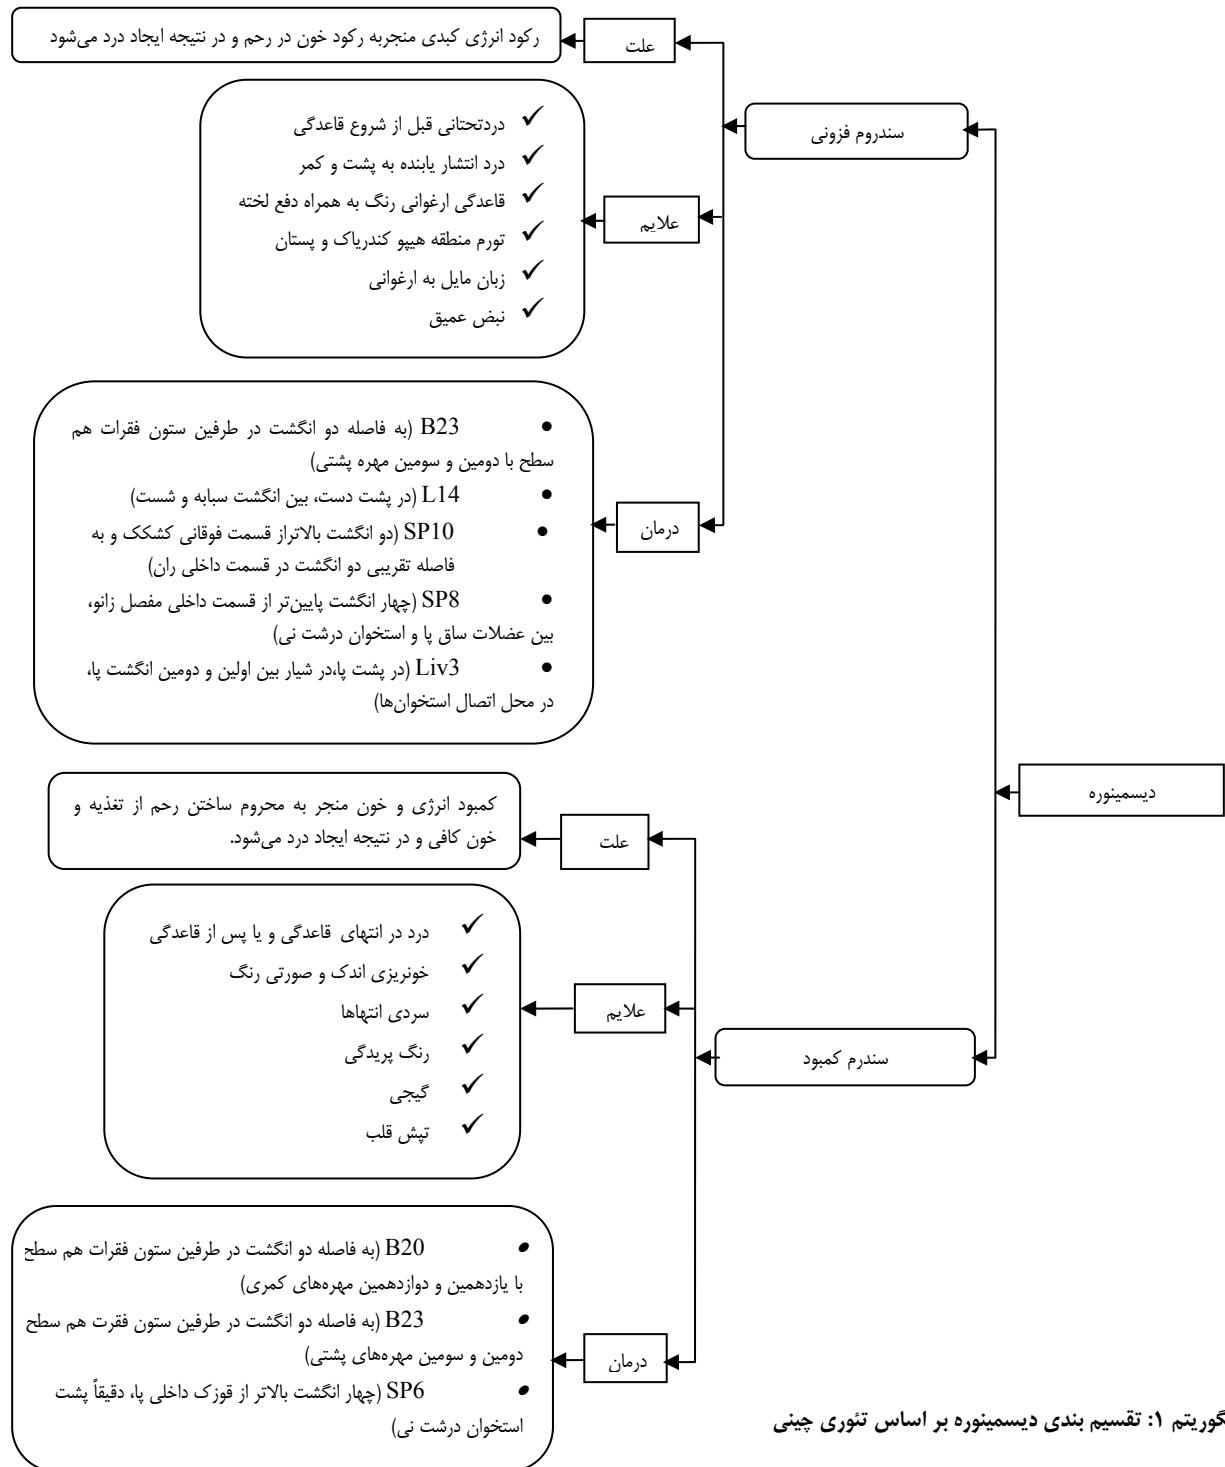 علت
رکود انرژی کبدی منجربه رکود خون در رحم و در نتیجه ایجاد درد می‌شود
سندروم فزونی
علایم
دردتحتانی قبل از شروع قاعدگی
درد انتشار یابنده به پشت و کمر
قاعدگی ارغوانی رنگ به همراه دفع لخته
تورم منطقه هیپو کندریاک و پستان
زبان مایل به ارغوانی
نبض عمیق
درمان
B23 (به فاصله دو انگشت در طرفین ستون فقرات هم
سطح با دومین و سومین مهره پشتی)
L14 (در پشت دست، بین انگشت سبابه و شست)
SP10 (دو انگشت بالاتراز قسمت فوقانی کشکک و به
فاصله تقریبی دو انگشت در قسمت داخلی ران)
SP8 (چهار انگشت پایین‌تر از قسمت داخلی مفصل زانو،
بین عضلات ساق پا و استخوان درشت نی)
Liv3 (در پشت پا،در شیار بین اولین و دومین انگشت پا،
در محل اتصال استخوان‌ها)
دیسمینوره
علت
کمبود انرژی و خون منجر به محروم ساختن رحم از تغذیه و
خون کافی و در نتیجه ایجاد درد می‌شود.
سندرم کمبود
علایم
درد در انتهای قاعدگی و یا پس از قاعدگی
خونریزی اندک و صورتی رنگ
سردی انتهاها
رنگ پریدگی
گیجی
تپش قلب
درمان
B20 (به فاصله دو انگشت در طرفین ستون فقرات هم سطح
با یازدهمین و دوازدهمین مهره‌های کمری)
B23 (به فاصله دو انگشت در طرفین ستون فقرت هم سطح
دومین و سومین مهره‌های پشتی)
SP6 (چهار انگشت بالاتر از قوزک داخلی پا، دقیقاً پشت
استخوان درشت نی)
گوریتم ۱: تقسیم بندی دیسمینوره بر اساس تئوری چینی